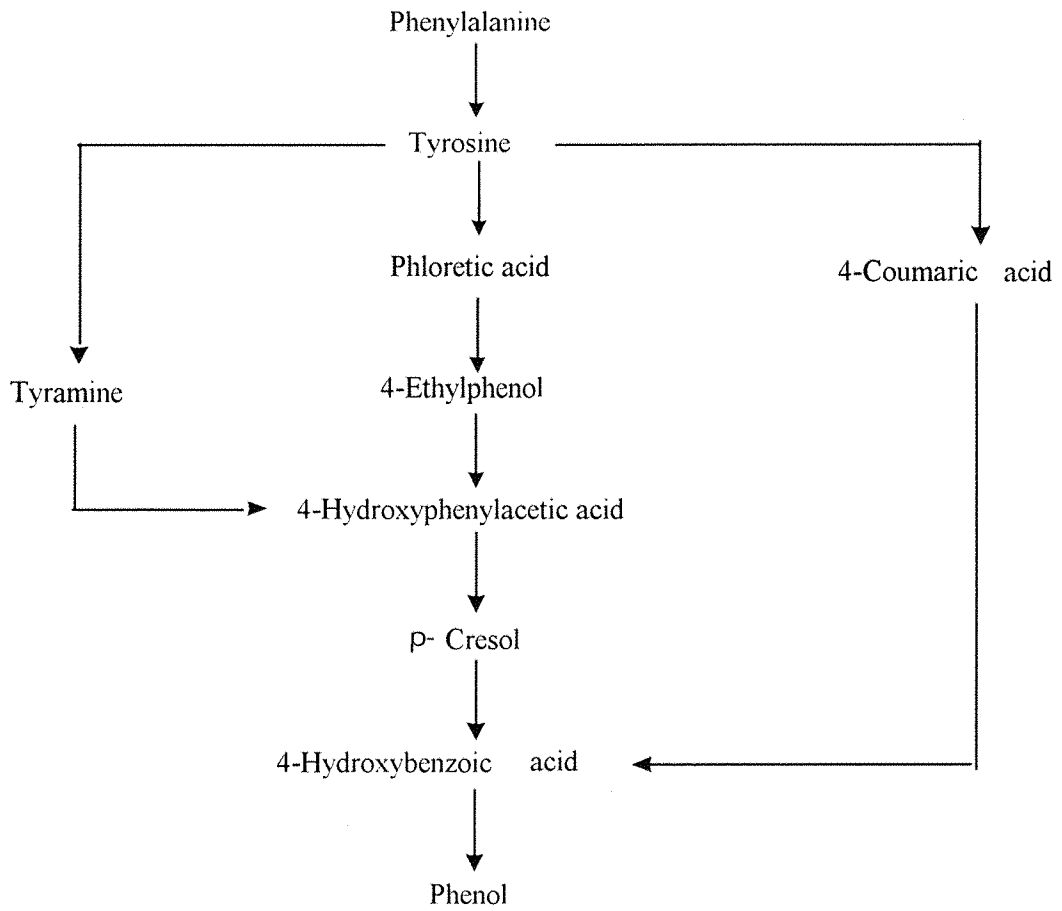 Phenylalanine
Tyrosine
Phloretic acid
4-Coumaric acid
Tyramine
4-Ethylphenol
4-Hydroxyphenylacetic acid
p- Cresol
4-Hydroxybenzoic acid
Phenol